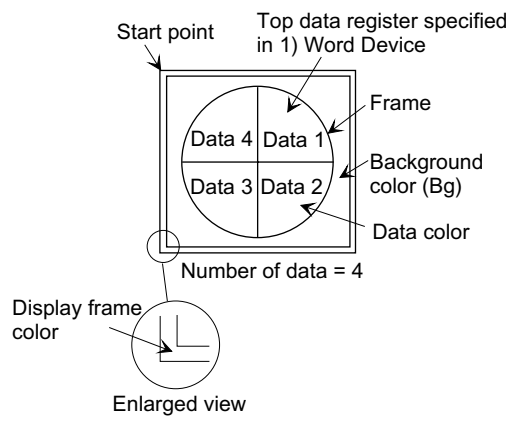 Start point
Top data register specified
in 1) Word Device
Frame
Data 4
Data 1
Data 3
Data 2
Background
color (Bg)
Data color
Number of data = 4
Display frame
color
Enlarged view